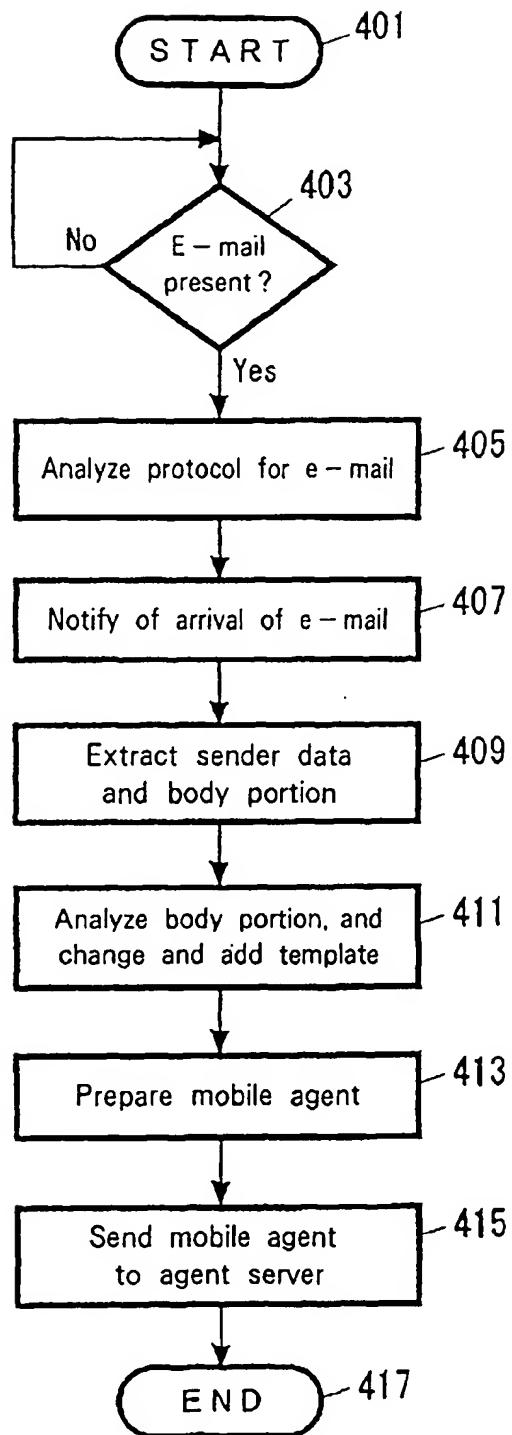 START
401
403
No
E-mail
present?
Yes
Analyze protocol for e-mail
405
Notify of arrival of e-mail
407
Extract sender data
and body portion
409
Analyze body portion, and
change and add template
411
Prepare mobile agent
413
Send mobile agent
to agent server
415
END
417